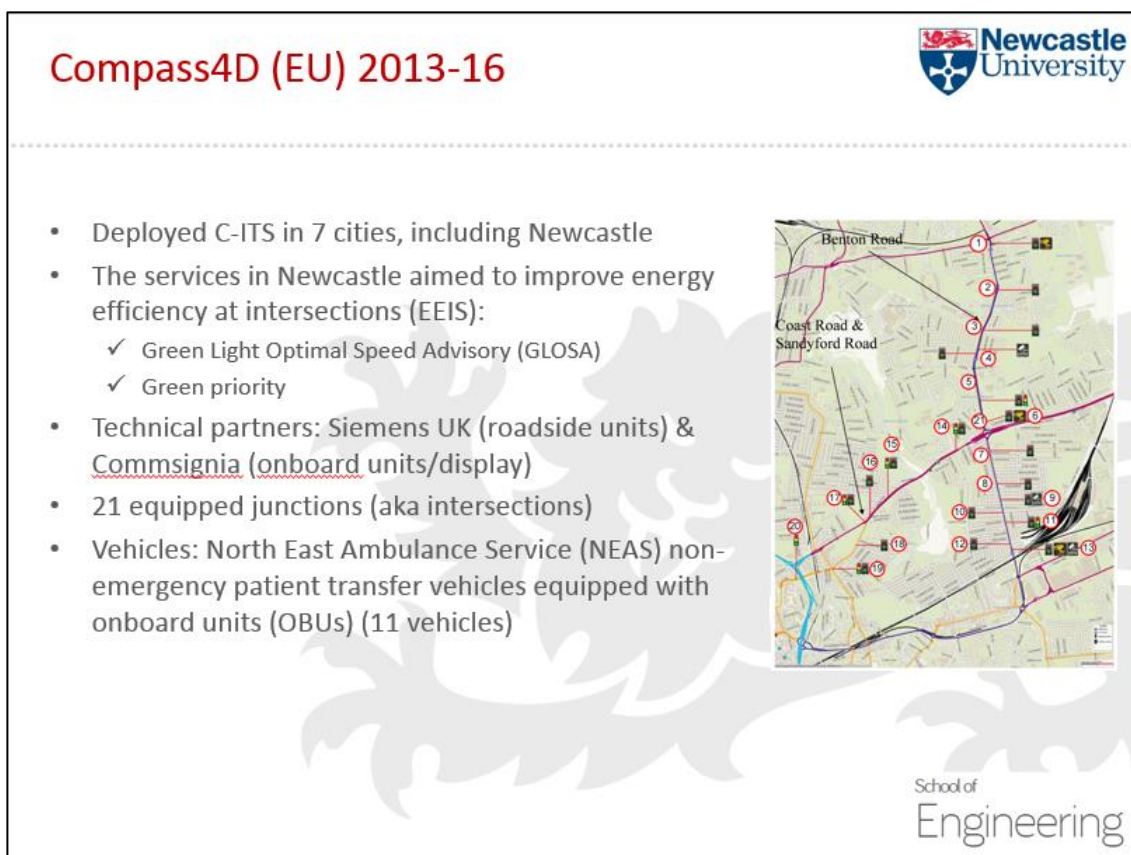 Compass4D (EU) 2013-16
Newcastle
University
• Deployed C-ITS in 7 cities, including Newcastle
• The services in Newcastle aimed to improve energy
efficiency at intersections (EEIS):
✓ Green Light Optimal Speed Advisory (GLOSA)
✓ Green priority
• Technical partners: Siemens UK (roadside units) &
Commsignia (onboard units/display)
• 21 equipped junctions (aka intersections)
• Vehicles: North East Ambulance Service (NEAS) non-
emergency patient transfer vehicles equipped with
onboard units (OBUs) (11 vehicles)
Benton Road
1
2
3
Coast Road &
Sandyford Road
4
5
6
21
14
15
7
16
8
17
9
10
11
20
18
12
13
19
School of
Engineering